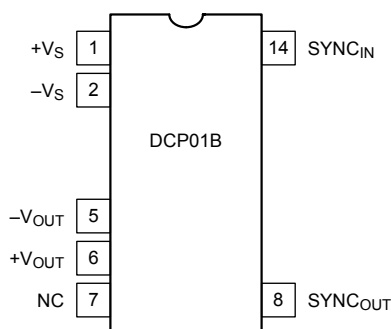 +VS 1 14 SYNCIN
–VS 2
DCP01B
–VOUT 5
+VOUT 6
NC 7 8 SYNCOUT